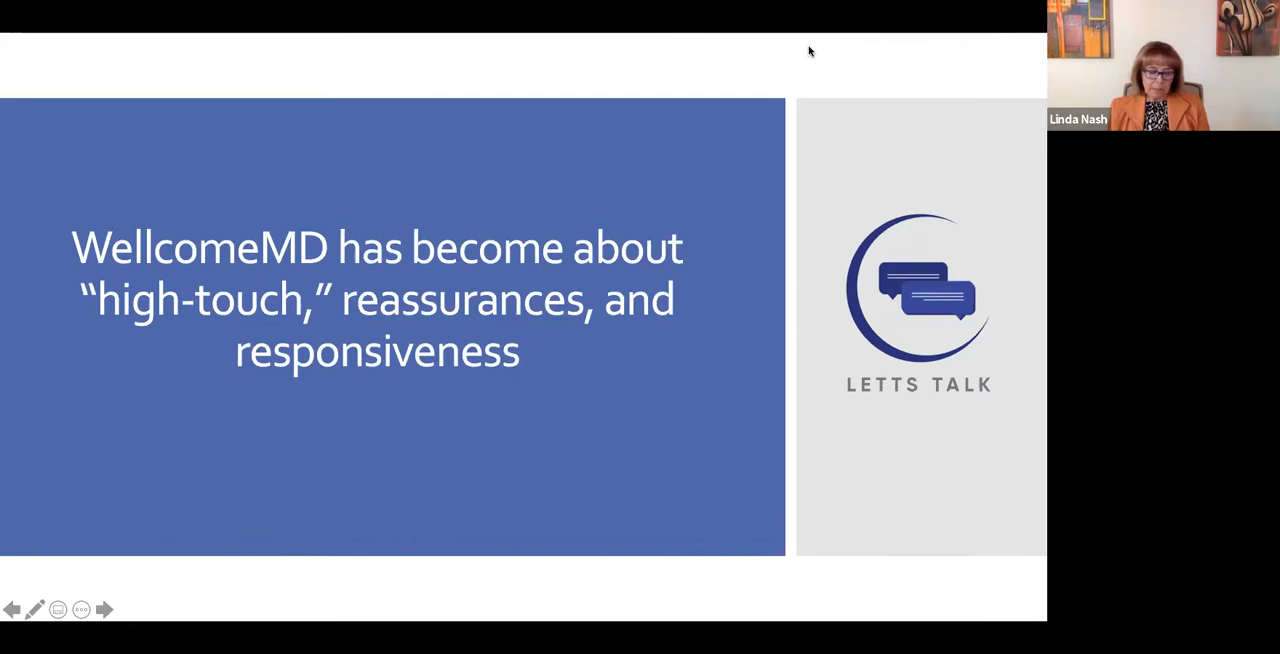 WellcomeMD has become about
“high-touch,” reassurances, and
responsiveness
LETTS TALK
Linda Nash